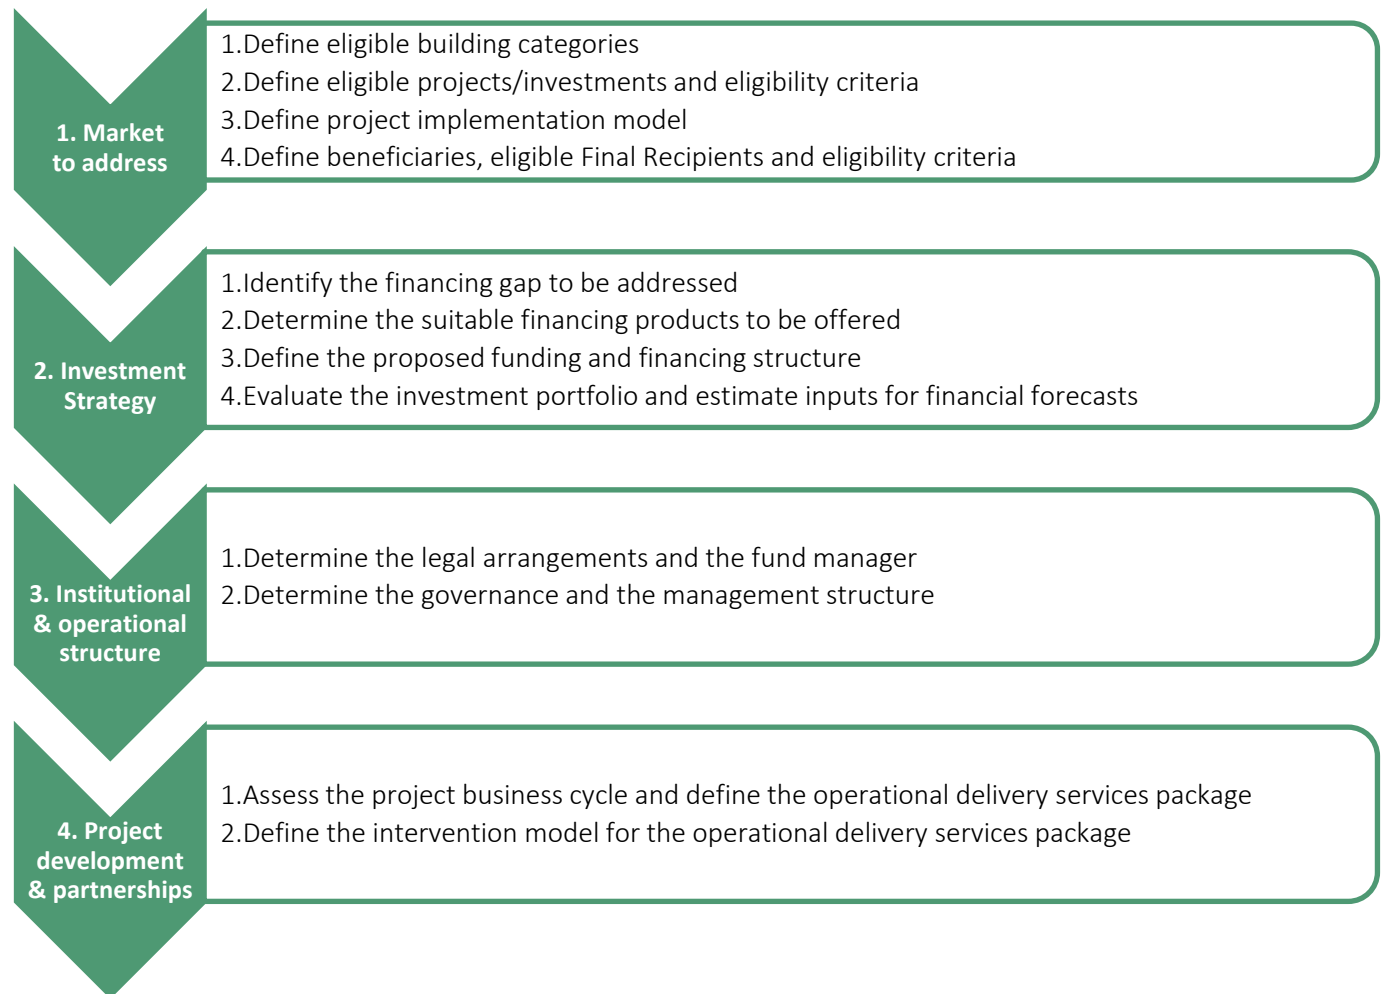 1. Market
to address
1.Define eligible building categories
2.Define eligible projects/investments and eligibility criteria
3.Define project implementation model
4.Define beneficiaries, eligible Final Recipients and eligibility criteria
2. Investment
Strategy
1.Identify the financing gap to be addressed
2.Determine the suitable financing products to be offered
3.Define the proposed funding and financing structure
4.Evaluate the investment portfolio and estimate inputs for financial forecasts
3. Institutional
& operational
structure
1.Determine the legal arrangements and the fund manager
2.Determine the governance and the management structure
4. Project
development
& partnerships
1.Assess the project business cycle and define the operational delivery services package
2.Define the intervention model for the operational delivery services package